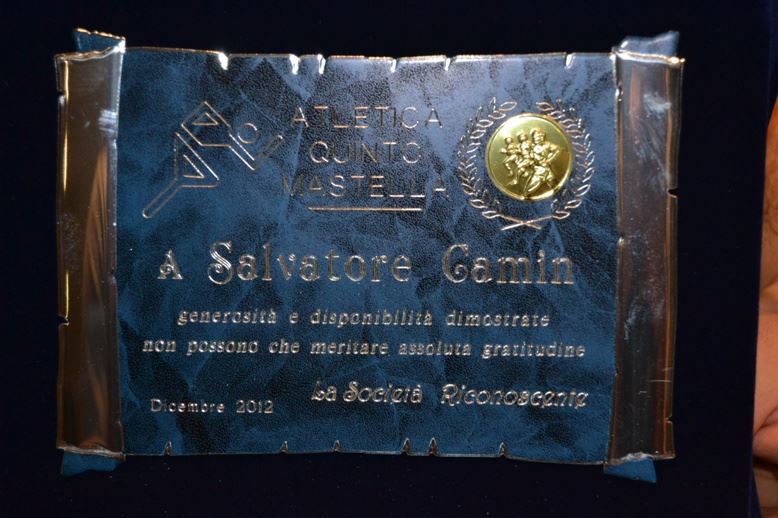 ATLETICA
QUINTO
MASTELLA
A Salvatore Camin
generosità e disponibilità dimostrate
non possono che meritare assoluta gratitudine
La Società Riconoscente
Dicembre 2012